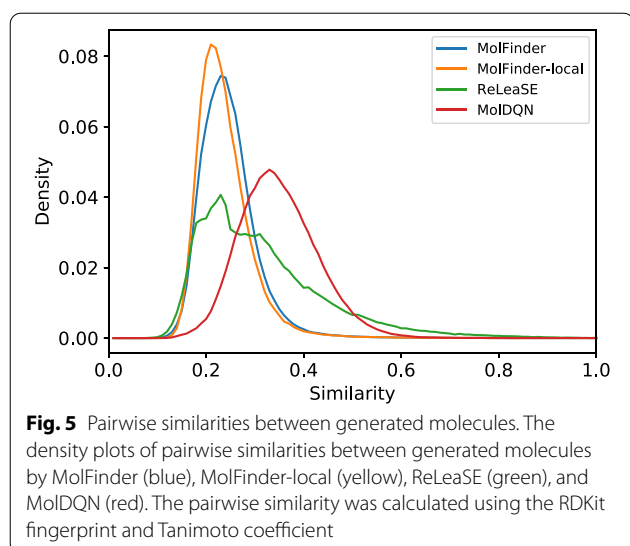 MolFinder
MolFinder-local
ReLeaSE
MolDQN
0.08
0.06
0.04
0.02
0.00
Density
0.0 0.2 0.4 0.6 0.8 1.0
Similarity
Fig. 5 Pairwise similarities between generated molecules. The
density plots of pairwise similarities between generated molecules
by MolFinder (blue), MolFinder-local (yellow), ReLeaSE (green), and
MolDQN (red). The pairwise similarity was calculated using the RDKit
fingerprint and Tanimoto coefficient